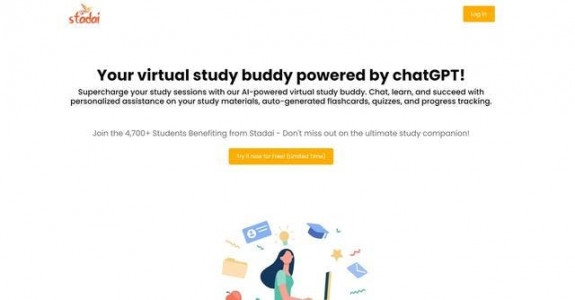 stadai
Log in
Your virtual study buddy powered by chatGPT!
Supercharge your study sessions with our AI-powered virtual study buddy. Chat, learn, and succeed with
personalized assistance on your study materials, auto-generated flashcards, quizzes, and progress tracking.
Join the 4,700+ Students Benefiting from Stadai - Don't miss out on the ultimate study companion!
Try it now for Free! (Limited Time)